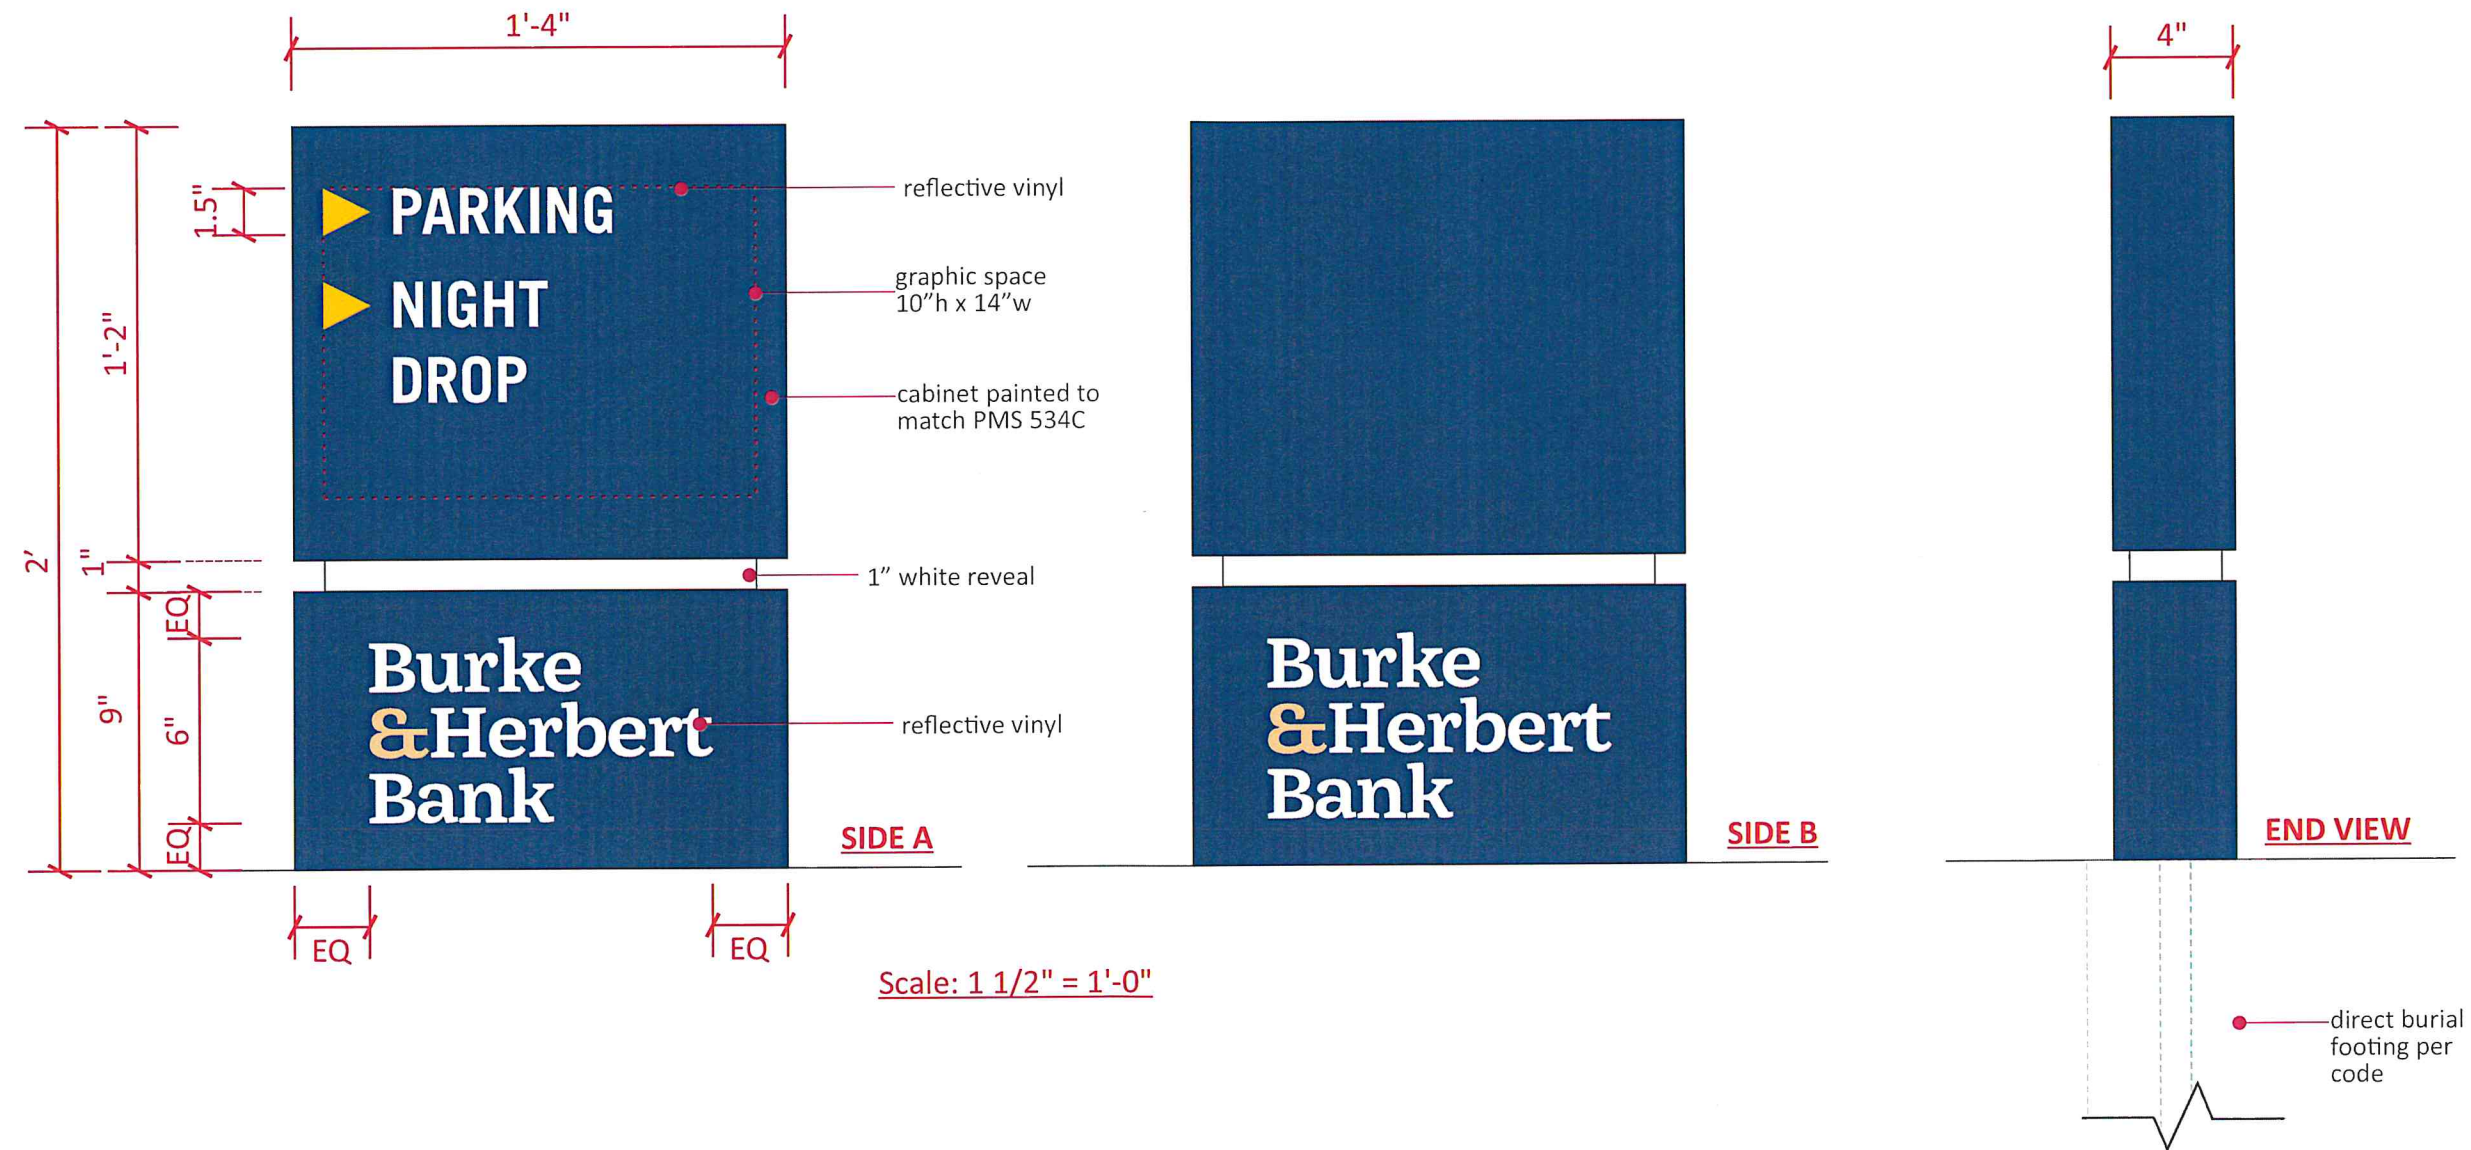 1'-4"
4"
1.5"
PARKING
NIGHT
DROP
reflective vinyl
graphic space
10”h x 14”w
cabinet painted to
match PMS 534C
1'-2"
2’
1"
1” white reveal
EQ
9"
6"
EQ
Burke
&Herbert
Bank
reflective vinyl
SIDE A
Burke
&Herbert
Bank
SIDE B
END VIEW
EQ
EQ
Scale: 1 1/2" = 1'-0"
direct burial
footing per
code